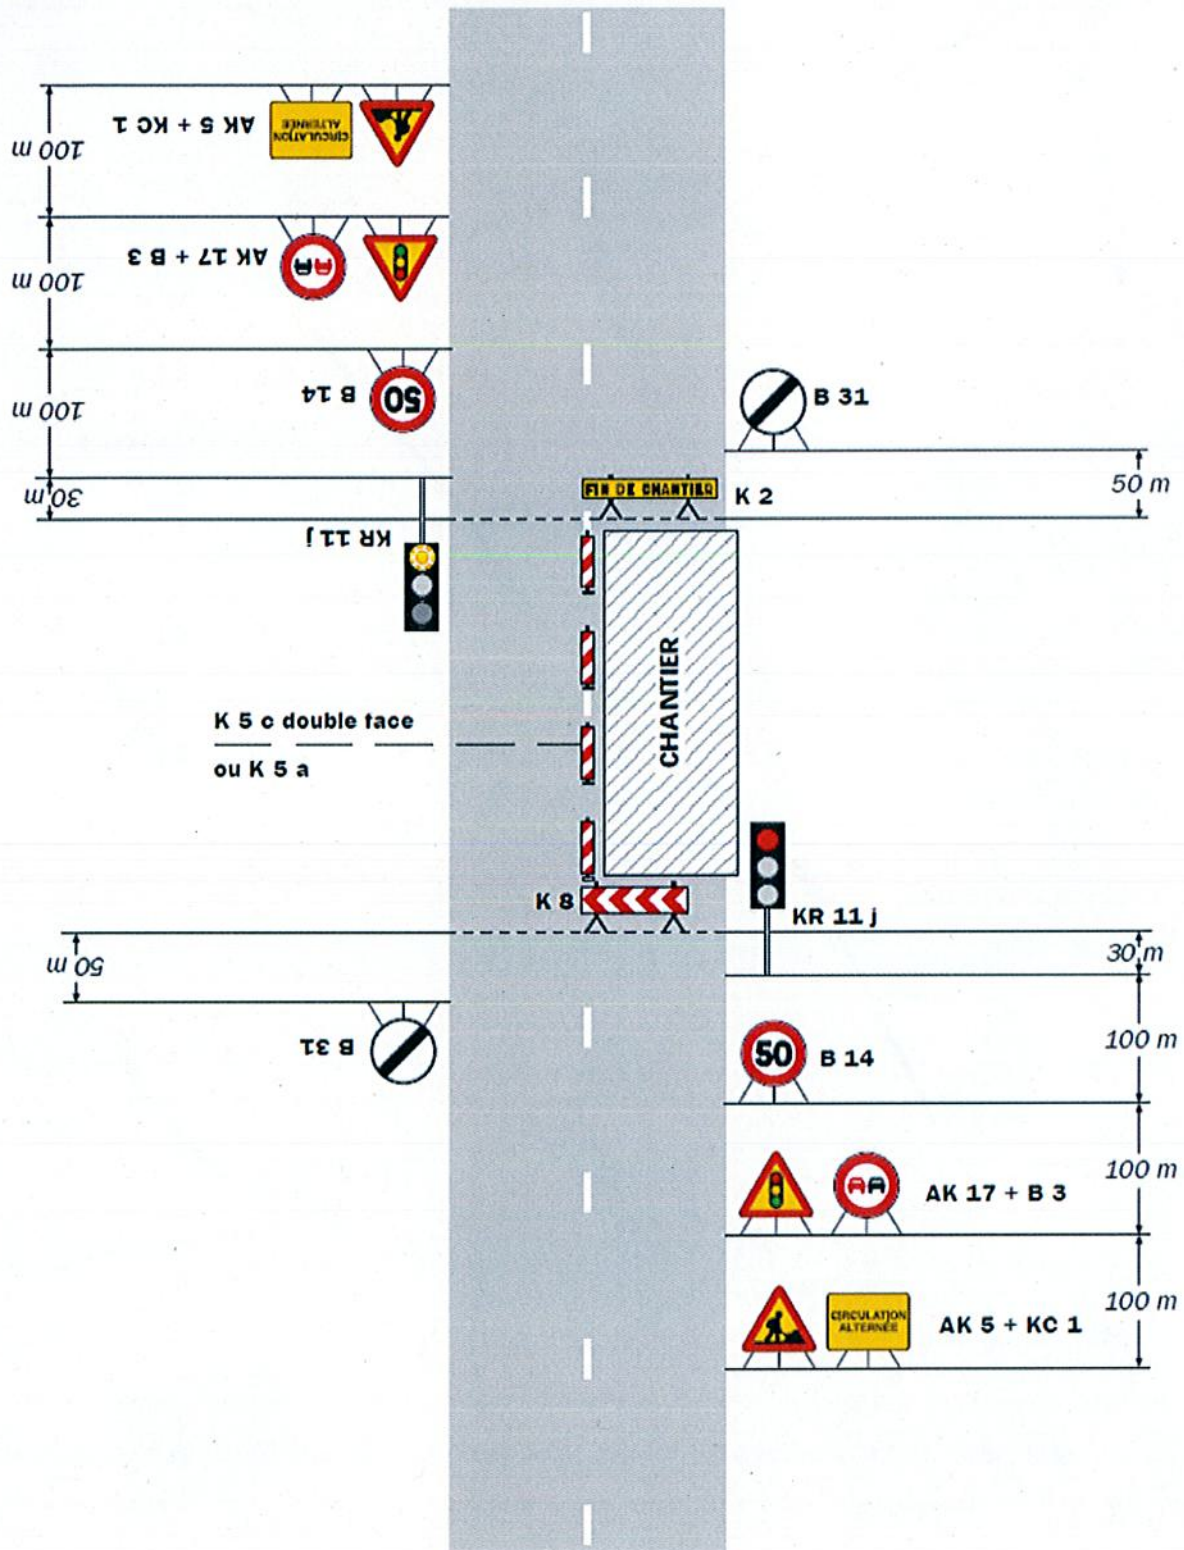 100 m
AK 5 + KC 1
CIRCULATION
ALTERNÉE
100 m
AK 17 + B 3
100 m
B 14
50
30 m
KR 11 j
B 31
50 m
FIN DE CHANTIER
K 2
CHANTIER
K 5 c double face
ou K 5 a
K 8
KR 11 j
50 m
B 31
30 m
50
B 14
100 m
AK 17 + B 3
100 m
CIRCULATION
ALTERNÉE
AK 5 + KC 1
100 m